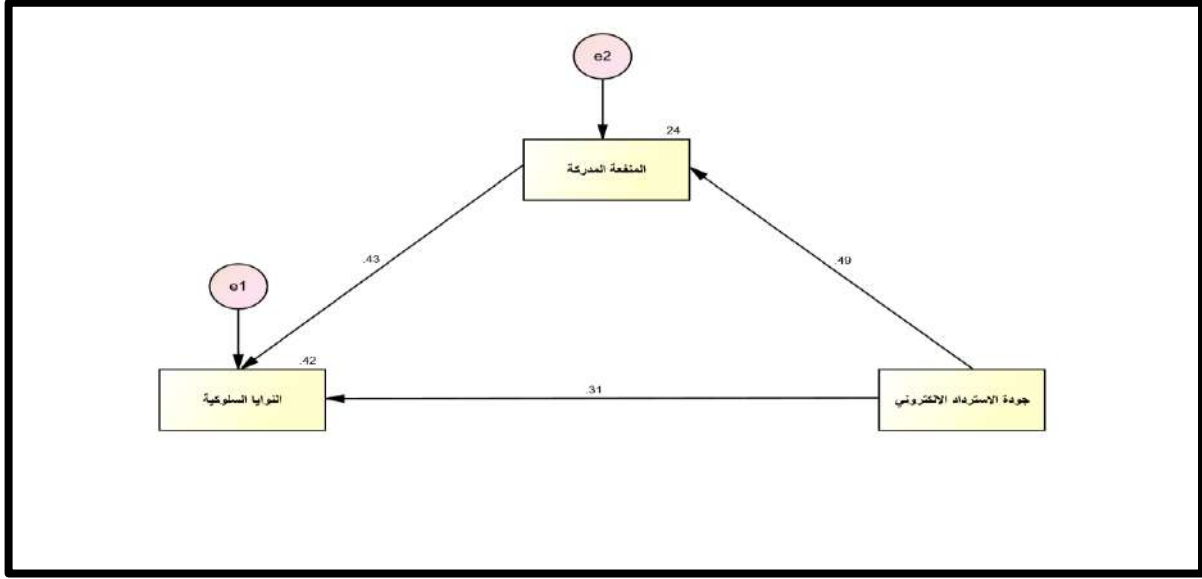 e2
24
المنفعة المدركة
.43
.49
e1
.42
النوايا السلوكية
.31
جودة الاسترداد الالكتروني